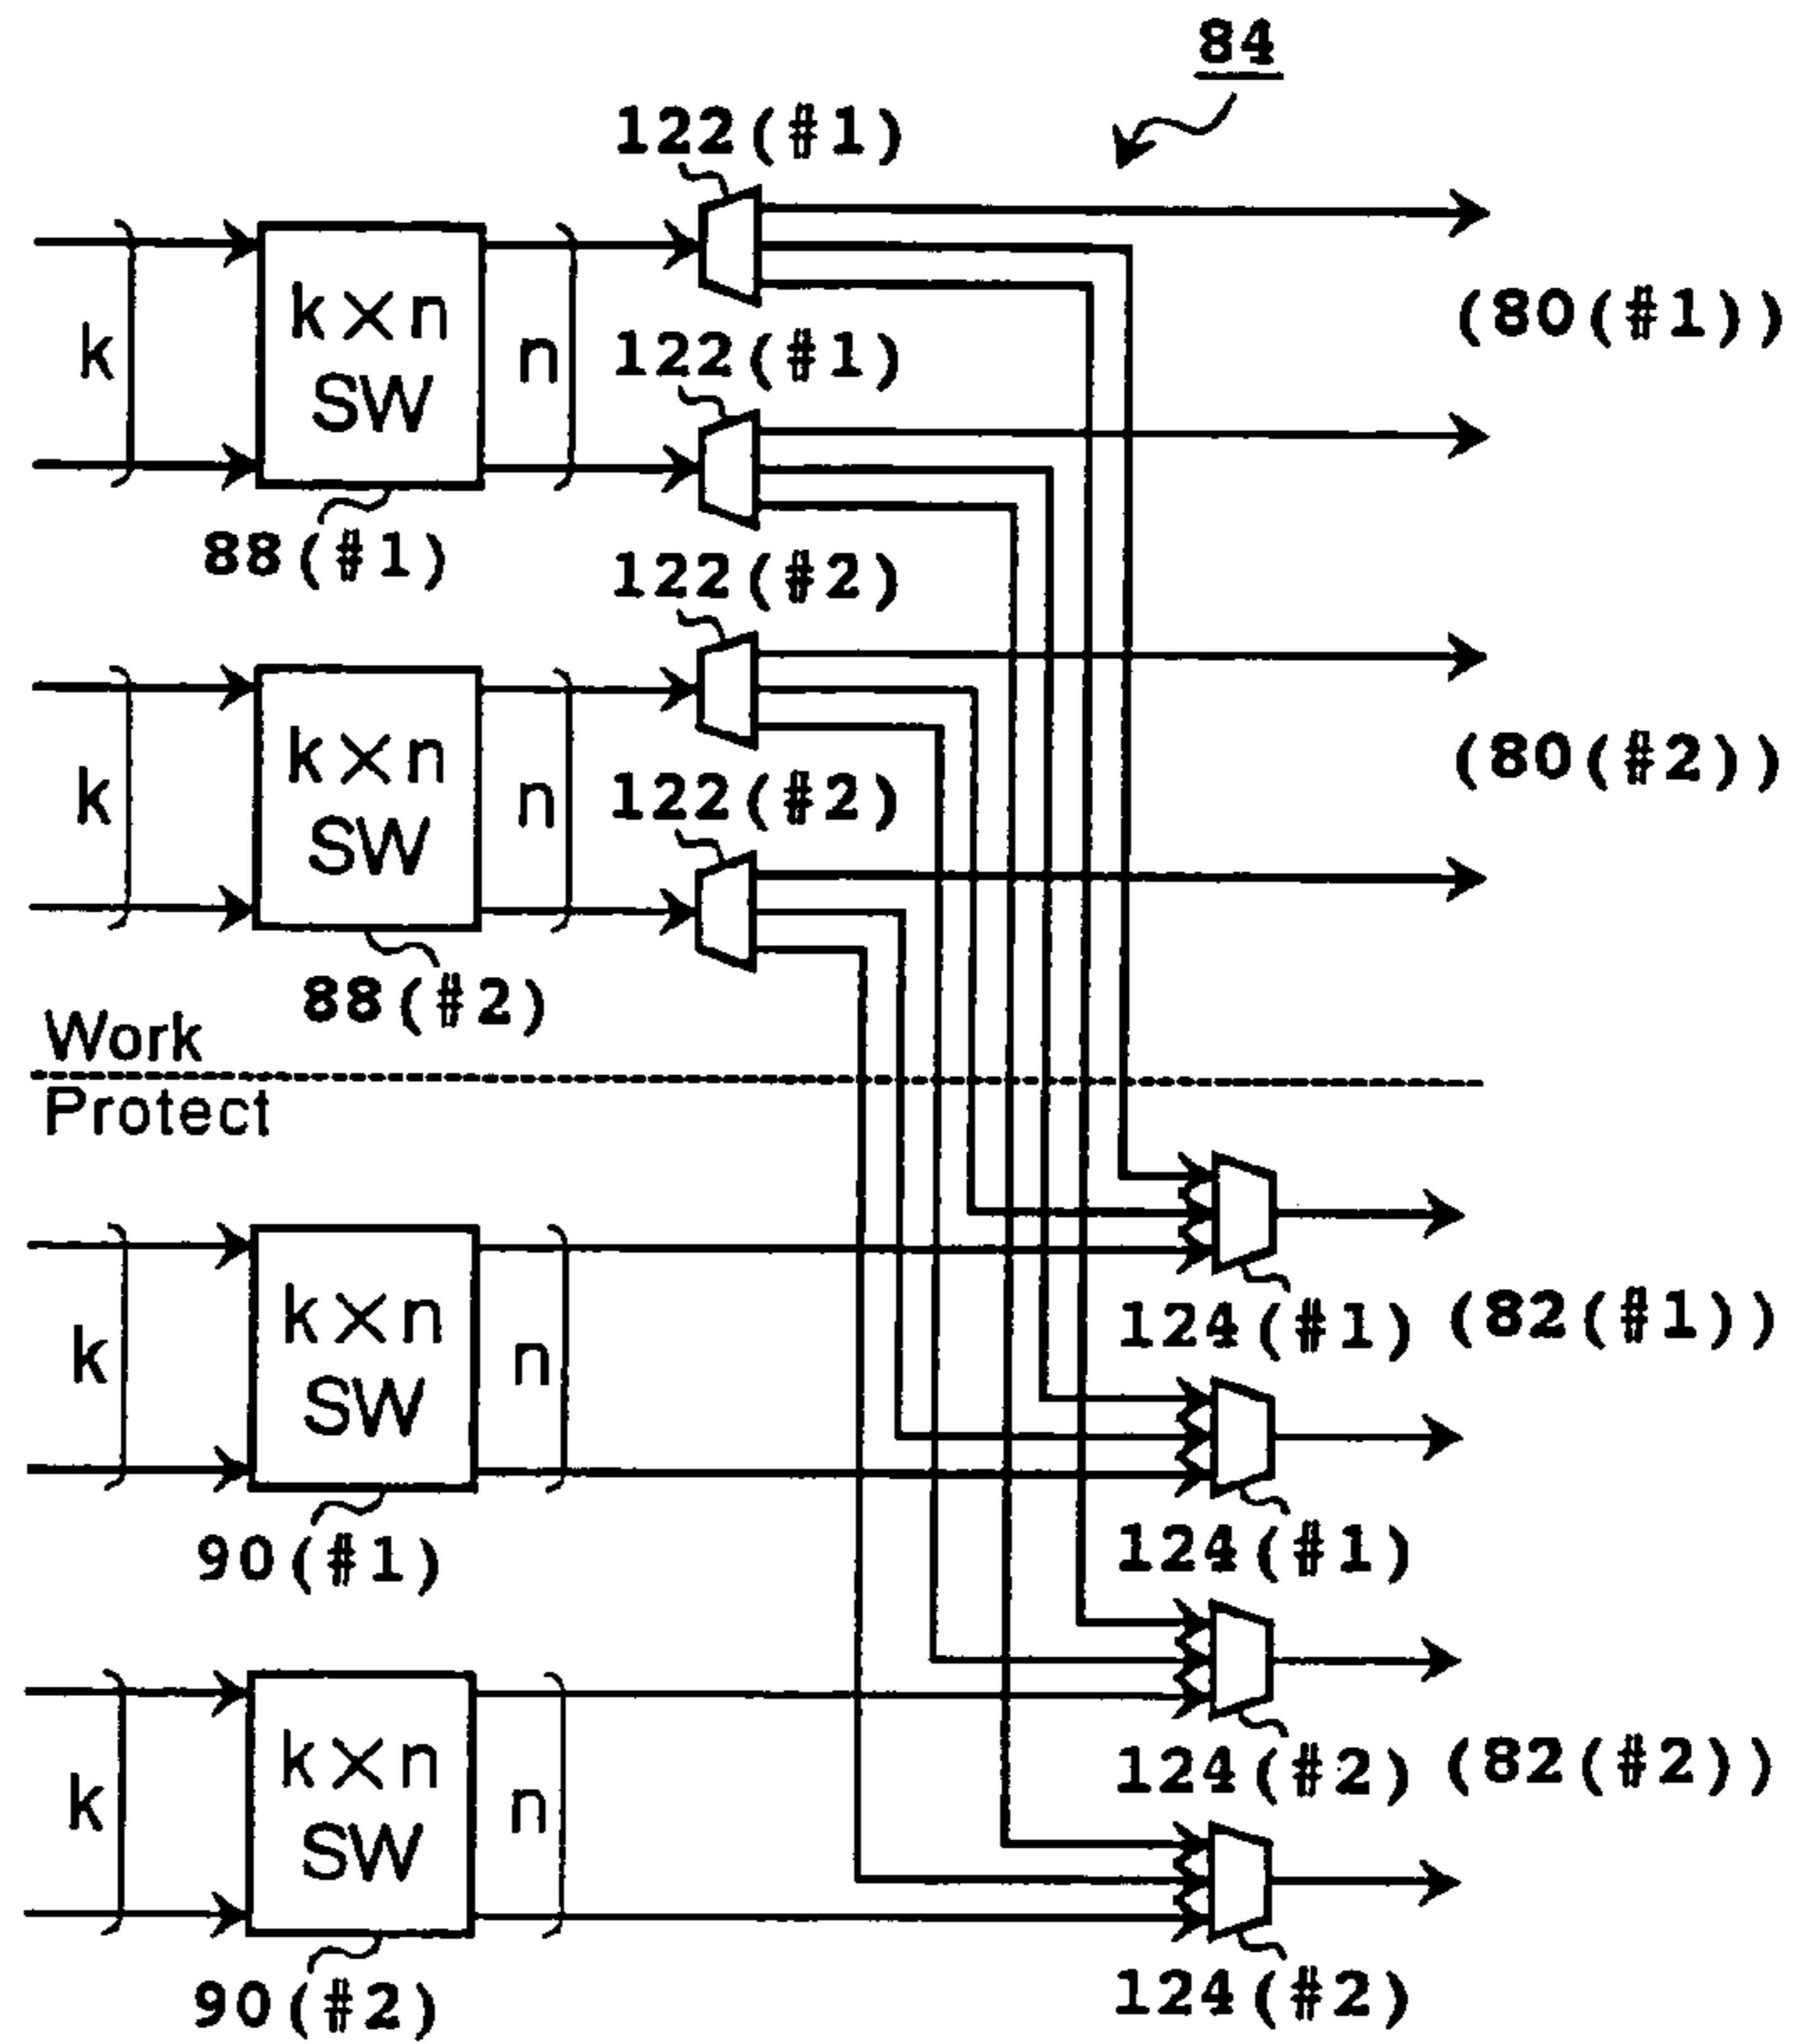 84
122(#1)
k
k×n
SW
n
(80(#1))
122(#1)
88(#1)
122(#2)
k
k×n
SW
n
(80(#2))
122(#2)
88(#2)
Work
Protect
k
k×n
SW
n
124(#1)
(82(#1))
90(#1)
124(#1)
k
k×n
SW
n
124(#2)
(82(#2))
90(#2)
124(#2)